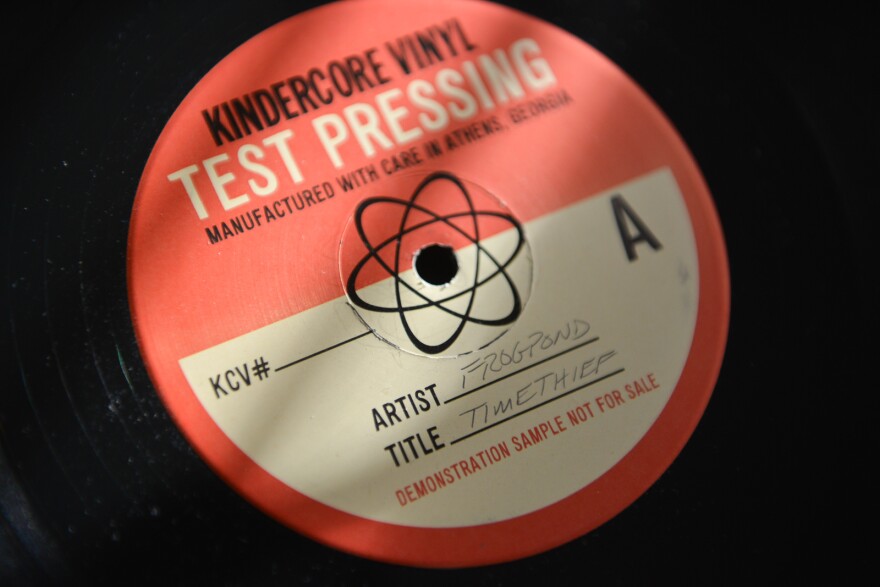 KINDERCORE VINYL
TEST PRESSING
MANUFACTURED WITH CARE IN ATHENS, GEORGIA
A
KCV#
ARTIST FROGPOND
TITLE TIMETHIEF
DEMONSTRATION SAMPLE NOT FOR SALE